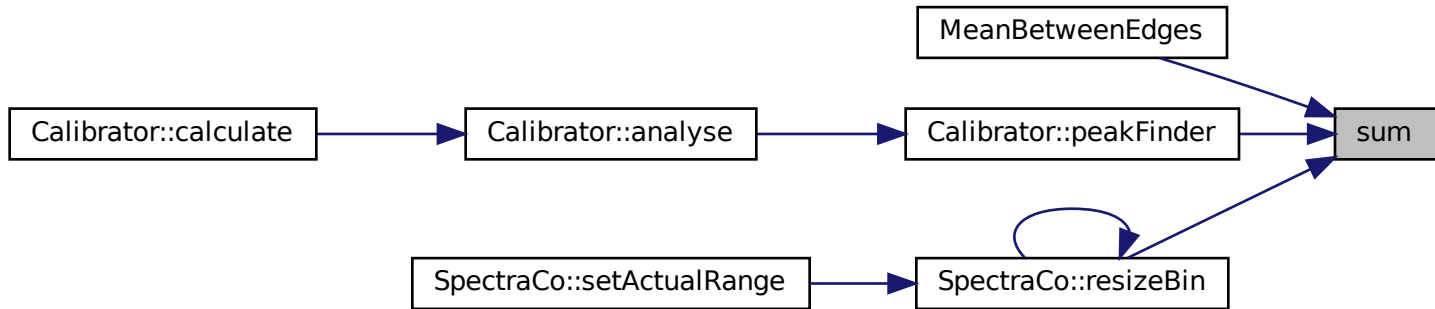 MeanBetweenEdges
Calibrator::calculate
Calibrator::analyse
Calibrator::peakFinder
sum
SpectraCo::setActualRange
SpectraCo::resizeBin